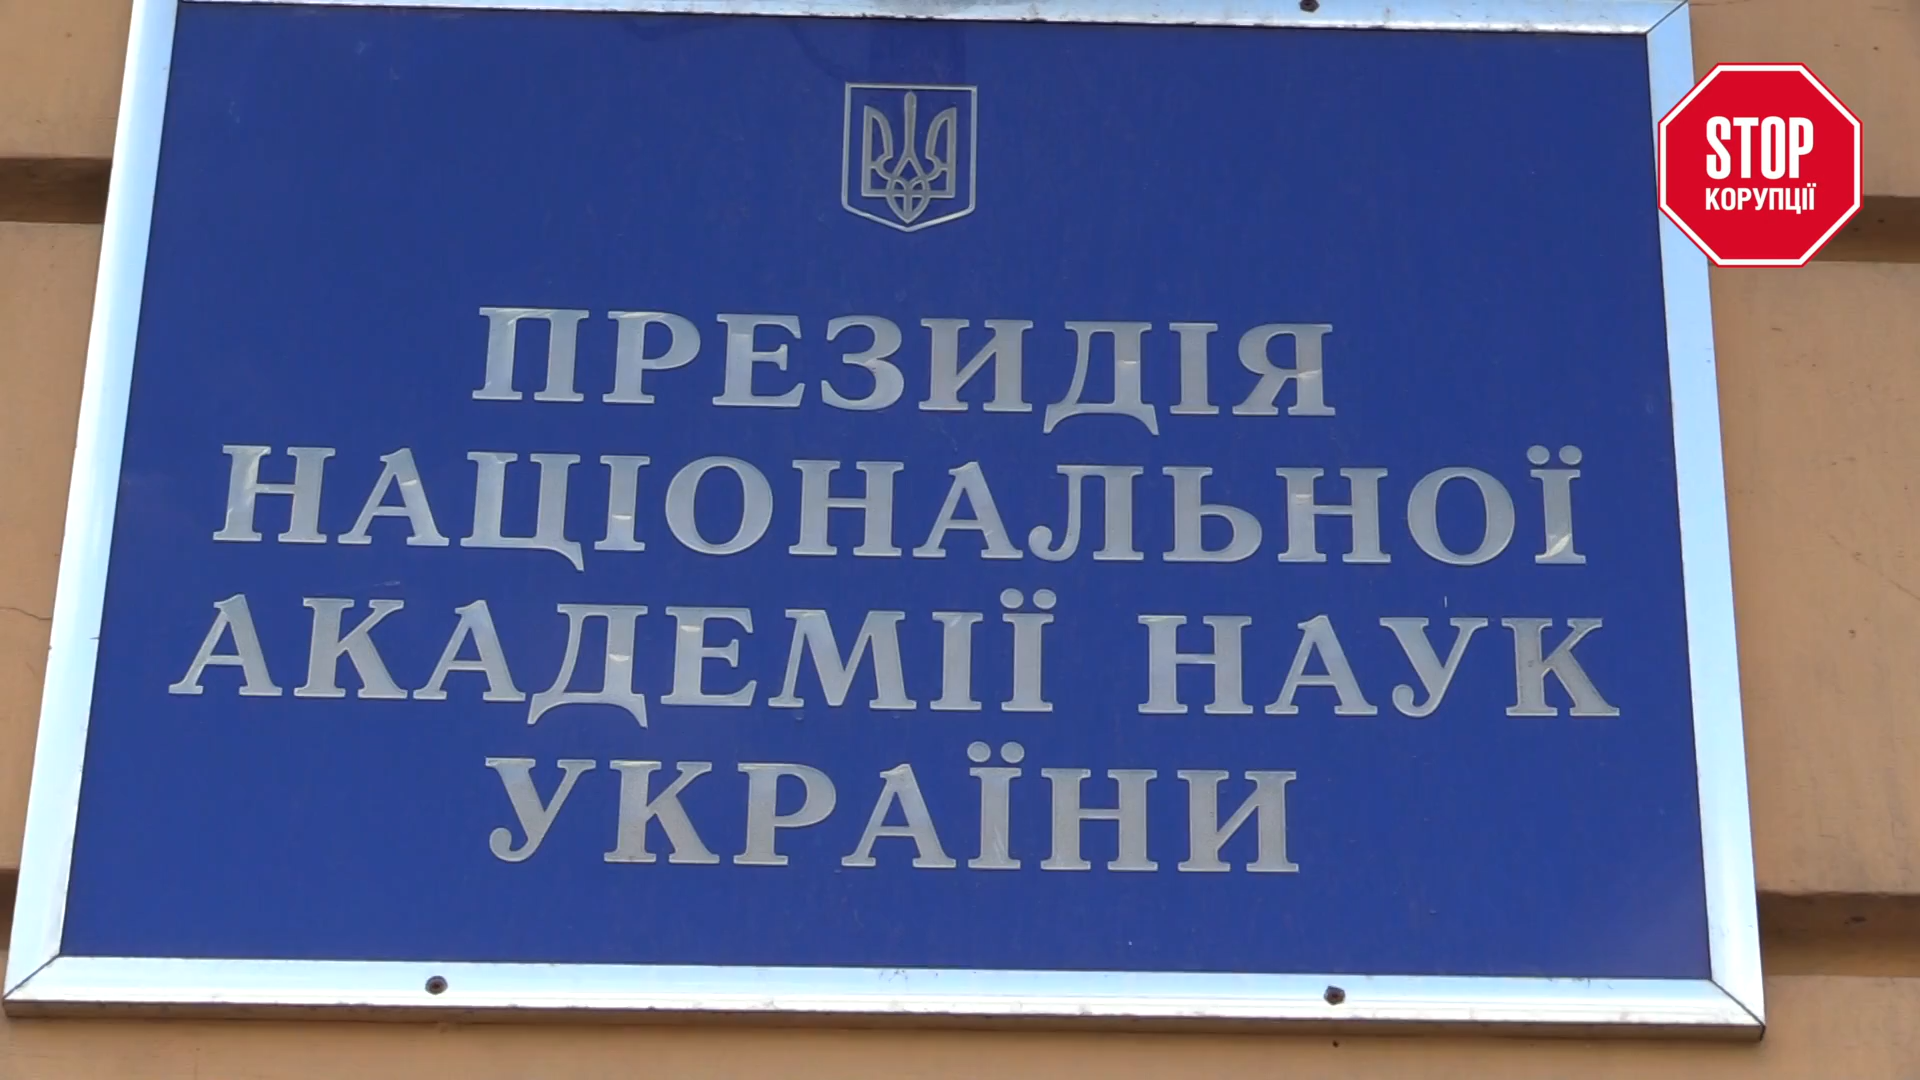 ПРЕЗИДІЯ
НАЦІОНАЛЬНОЇ
АКАДЕМІЇ НАУК
УКРАЇНИ
STOP
КОРУПЦІЇ